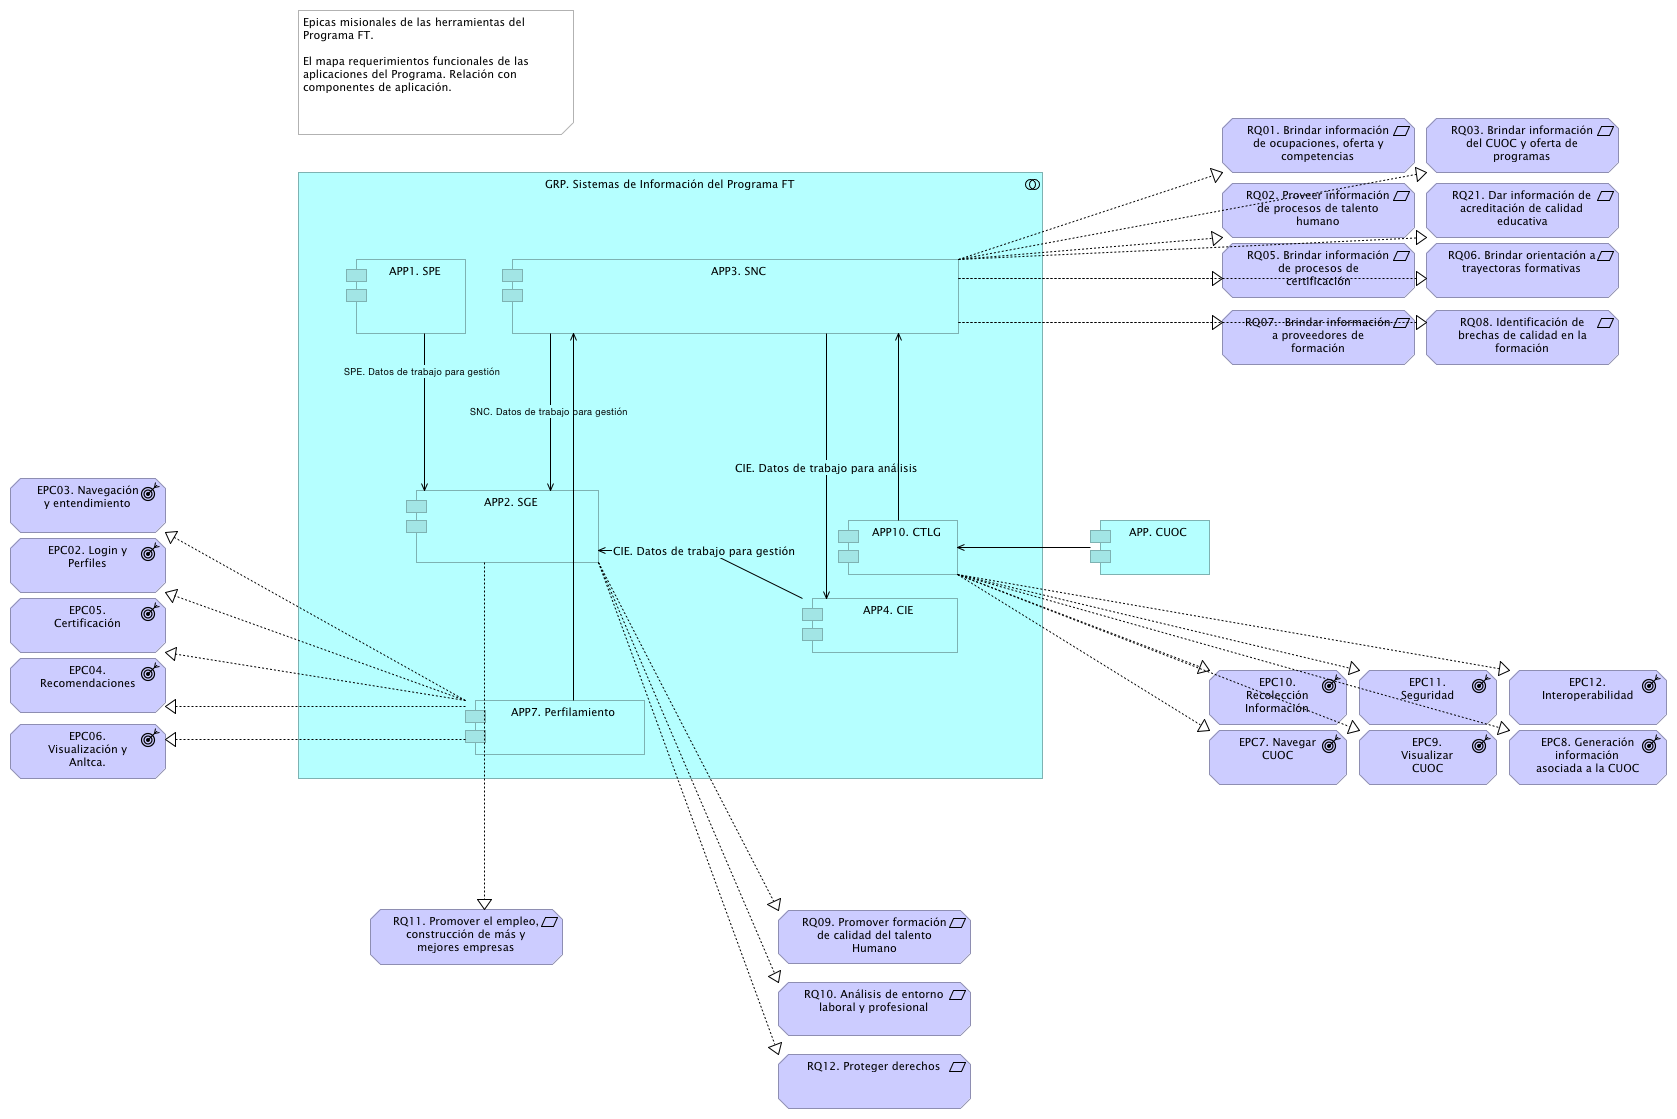 Epicas misionales de las herramientas del
Programa FT.
El mapa requerimientos funcionales de las
aplicaciones del Programa. Relación con
componentes de aplicación.
GRP. Sistemas de Información del Programa FT
RQ01. Brindar información
de ocupaciones, oferta y
competencias
RQ03. Brindar información
del CUOC y oferta de
programas
RQ02. Proveer información
de procesos de talento
humano
RQ21. Dar información de
acreditación de calidad
educativa
RQ05. Brindar información
de procesos de
certificación
RQ06. Brindar orientación a
trayectoras formativas
RQ07.  Brindar información
a proveedores de
formación
RQ08. Identificación de
brechas de calidad en la
formación
APP1. SPE
APP3. SNC
SPE. Datos de trabajo para gestión
SNC. Datos de trabajo para gestión
CIE. Datos de trabajo para análisis
APP2. SGE
APP10. CTLG
APP. CUOC
CIE. Datos de trabajo para gestión
APP4. CIE
APP7. Perfilamiento
EPC03. Navegación
y entendimiento
EPC02. Login y
Perfiles
EPC05.
Certificación
EPC04.
Recomendaciones
EPC06.
Visualización y
Anltca.
EPC10.
Recolección
Información
EPC11.
Seguridad
EPC12.
Interoperabilidad
EPC7. Navegar
CUOC
EPC9.
Visualizar
CUOC
EPC8. Generación
información
asociada a la CUOC
RQ11. Promover el empleo,
construcción de más y
mejores empresas
RQ09. Promover formación
de calidad del talento
Humano
RQ10. Análisis de entorno
laboral y profesional
RQ12. Proteger derechos